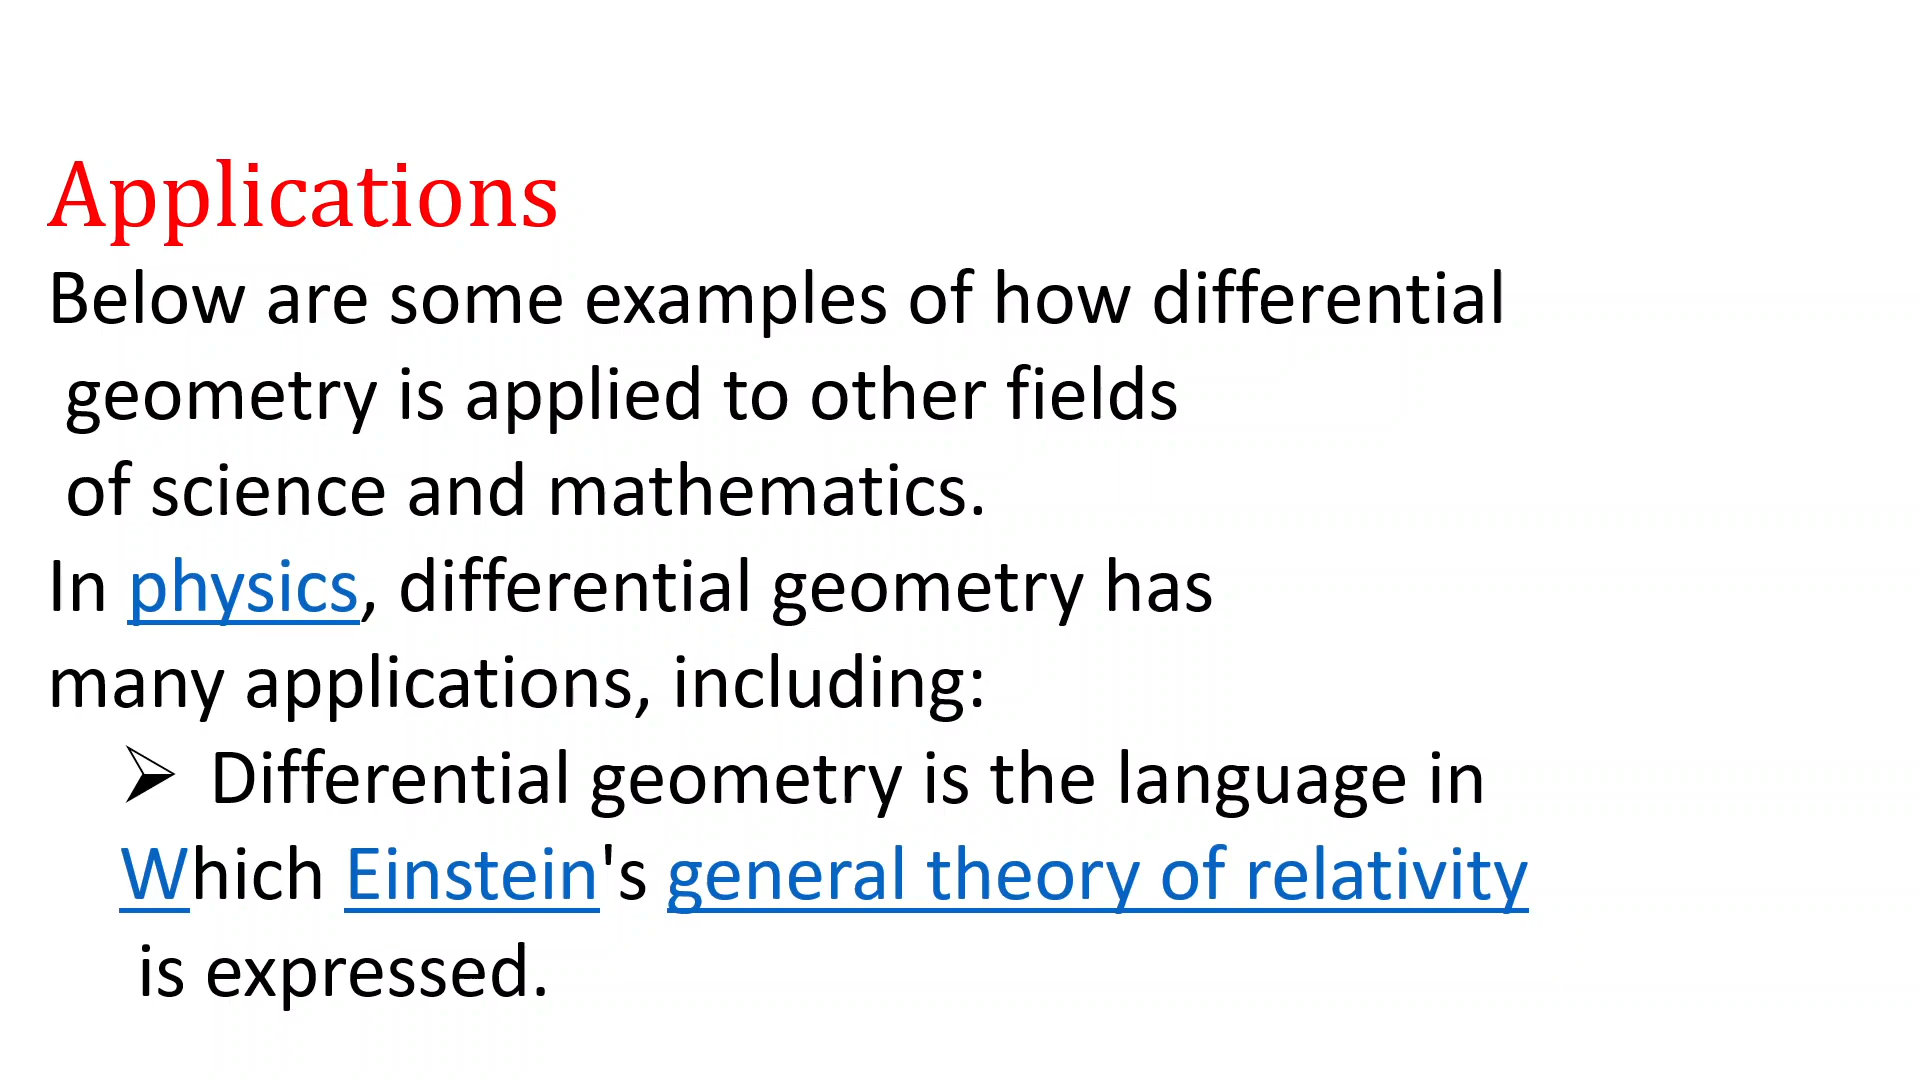 Applications
Below are some examples of how differential
geometry is applied to other fields
of science and mathematics.
In physics, differential geometry has
many applications, including:
➢ Differential geometry is the language in
Which Einstein's general theory of relativity
is expressed.